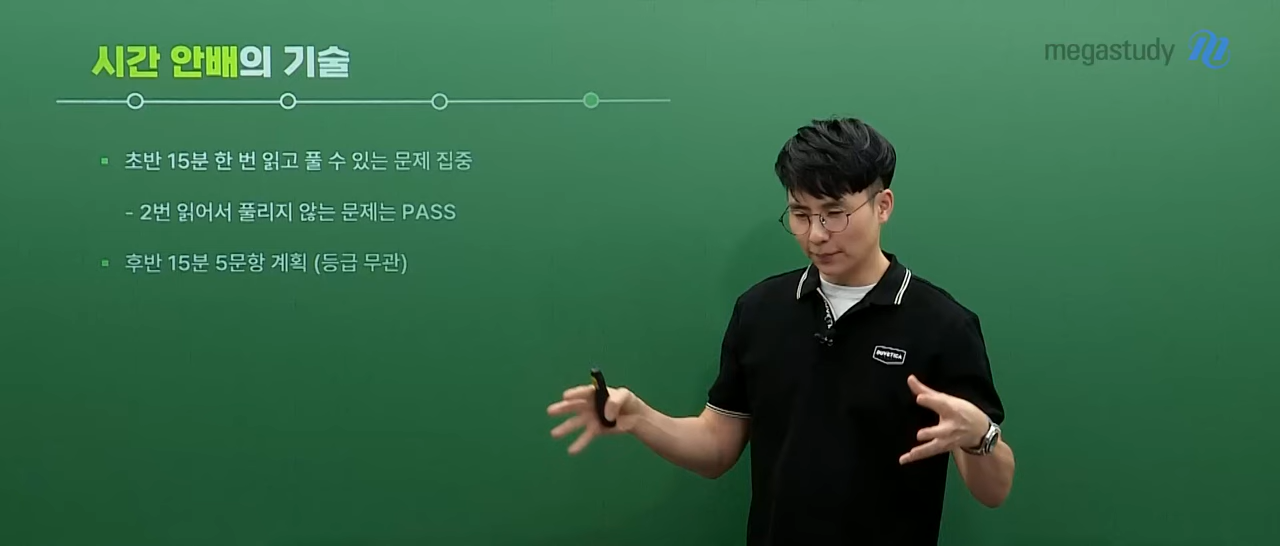 시간 안배의 기술
megastudy
초반 15분 한 번 읽고 풀 수 있는 문제 집중
- 2번 읽어서 풀리지 않는 문제는 PASS
후반 15분 5문항 계획 (등급 무관)
DUVETICA